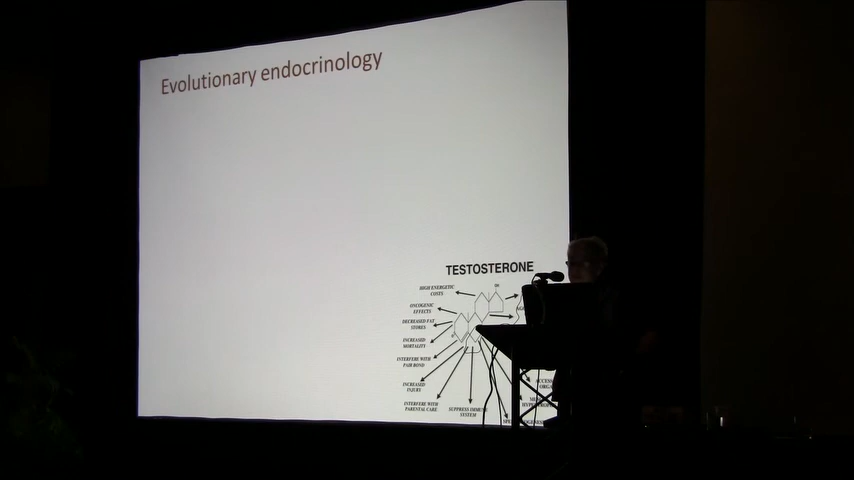 Evolutionary endocrinology
TESTOSTERONE
HIGH ENERGETIC
COSTS
ONCOGENIC
EFFECTS
DECREASED FAT
STORES
INCREASED
MORTALITY
INTERFERE WITH
PAIR BOND
INCREASED
INJURY
INTERFERE WITH
PARENTAL CARE
SUPPRESS IMMUNE
SYSTEM
OH